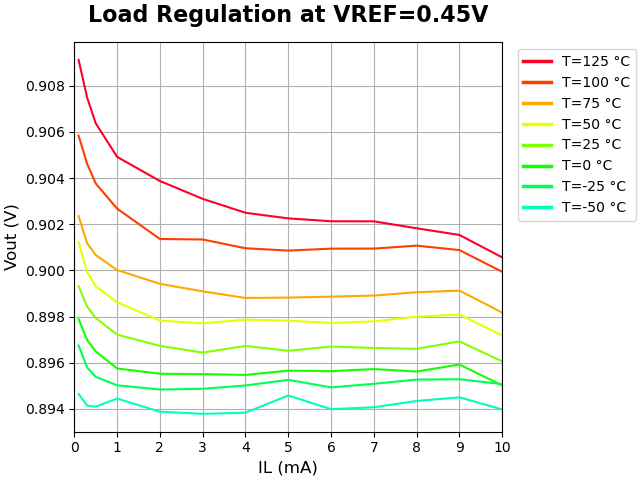 Load Regulation at VREF=0.45V
Vout (V)
0.908
0.906
0.904
0.902
0.900
0.898
0.896
0.894
0 1 2 3 4 5 6 7 8 9 10
IL (mA)
T=125 °C
T=100 °C
T=75 °C
T=50 °C
T=25 °C
T=0 °C
T=-25 °C
T=-50 °C